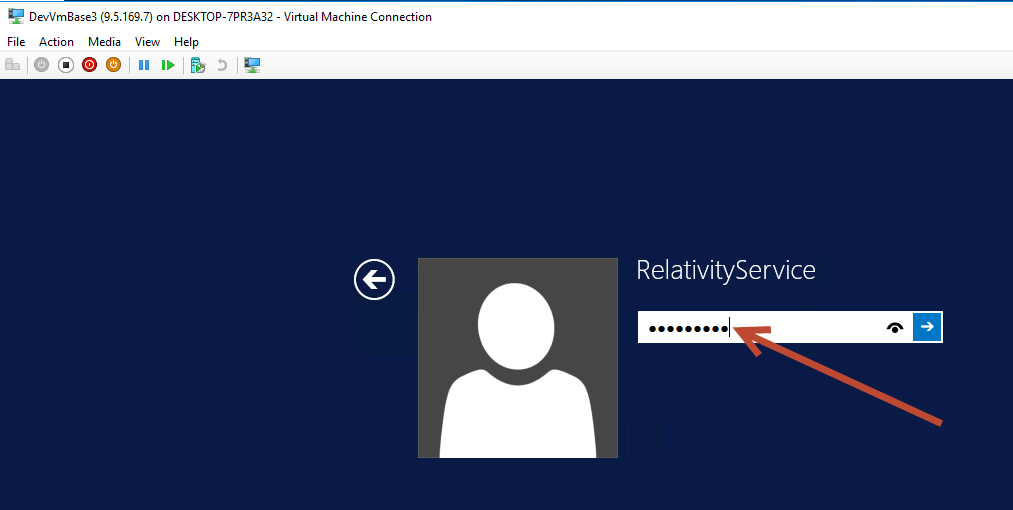 DevVmBase3 (9.5.169.7) on DESKTOP-7PR3A32 - Virtual Machine Connection
File Action Media View Help
RelativityService
●●●●●●●●●